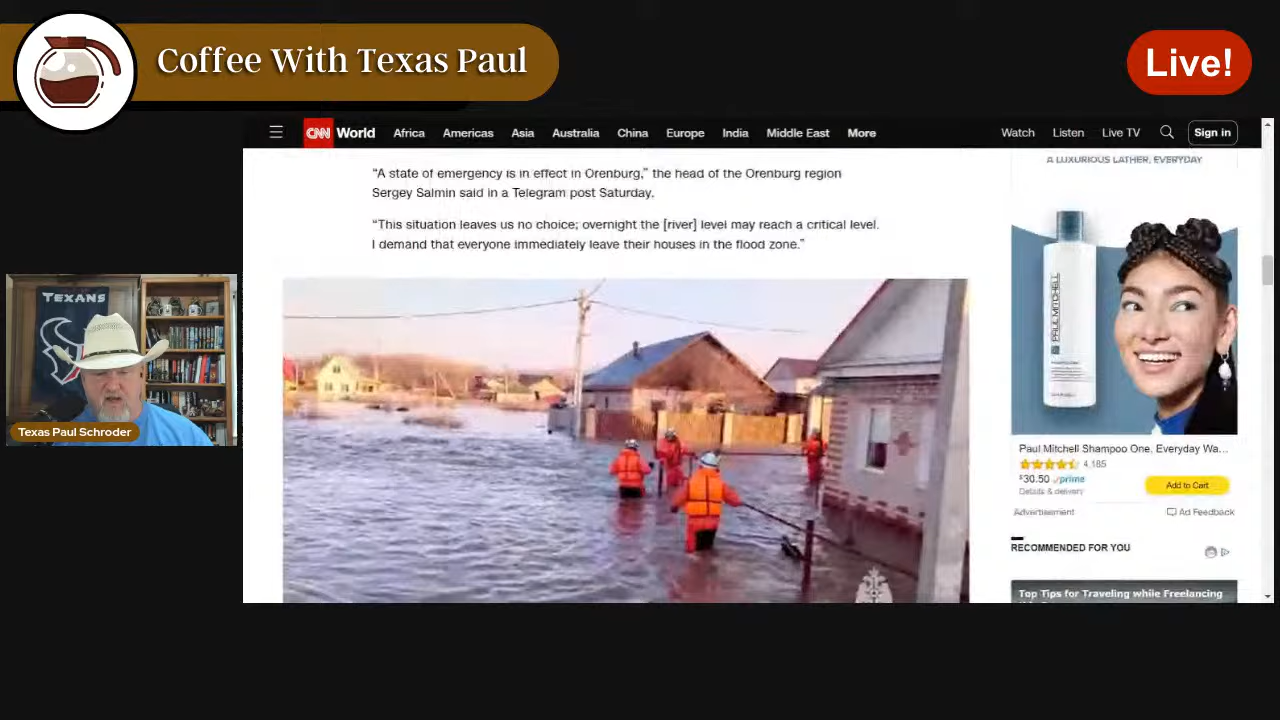 Coffee With Texas Paul
Live!
CNN World Africa Americas Asia Australia China Europe India Middle East More Watch Listen Live TV Sign in
“A state of emergency is in effect in Orenburg,” the head of the Orenburg region
Sergey Salmin said in a Telegram post Saturday.
“This situation leaves us no choice; overnight the [river] level may reach a critical level.
I demand that everyone immediately leave their houses in the flood zone.”
A LUXURIOUS LATHER, EVERYDAY
PAUL MITCHELL
Paul Mitchell Shampoo One, Everyday Wa...
4,185
$30.50 prime
Details & delivery
Add to Cart
Advertisement
Ad Feedback
RECOMMENDED FOR YOU
Top Tips for Traveling while Freelancing
TEXANS
Texas Paul Schroder